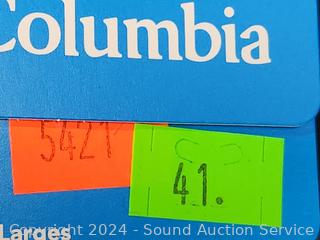 Columbia
5421
41.
Larges
Copyright 2024 - Sound Auction Service